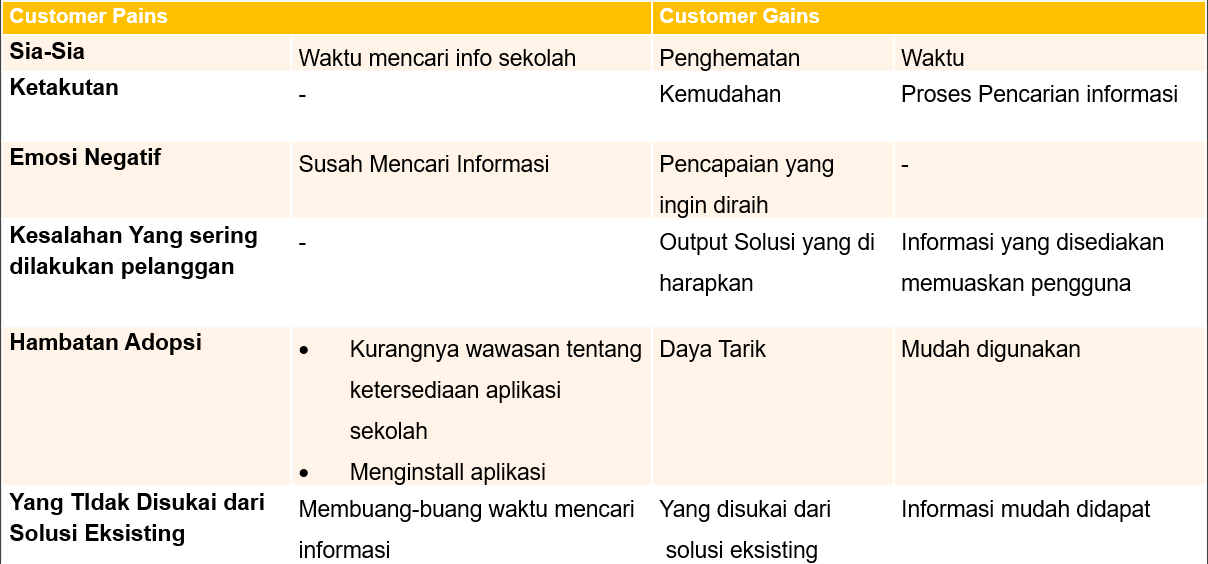 Customer Pains Customer Gains
Sia-Sia Waktu mencari info sekolah Penghematan Waktu
Ketakutan - Kemudahan Proses Pencarian informasi
Emosi Negatif Susah Mencari Informasi Pencapaian yang -
ingin diraih
Kesalahan Yang sering - Output Solusi yang di Informasi yang disediakan
dilakukan pelanggan harapkan memuaskan pengguna
Hambatan Adopsi • Kurangnya wawasan tentang Daya Tarik Mudah digunakan
ketersediaan aplikasi
sekolah
• Menginstall aplikasi
Yang TIdak Disukai dari Membuang-buang waktu mencari Yang disukai dari Informasi mudah didapat
Solusi Eksisting informasi solusi eksisting